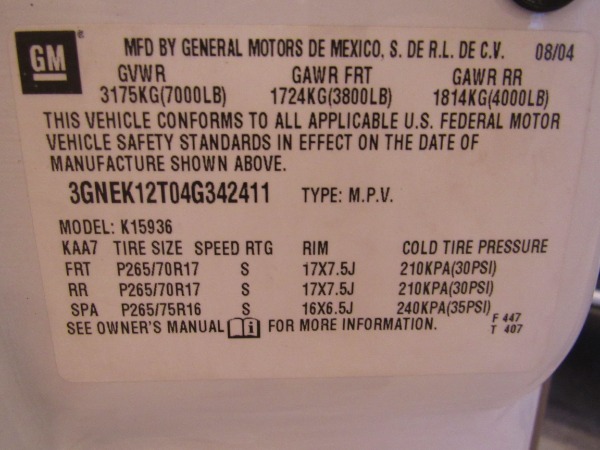 GM MFD BY GENERAL MOTORS DE MEXICO, S. DE R.L. DE C.V. 08/04
GVWR GAWR FRT GAWR RR
3175KG(7000LB) 1724KG(3800LB) 1814KG(4000LB)
THIS VEHICLE CONFORMS TO ALL APPLICABLE U.S. FEDERAL MOTOR
VEHICLE SAFETY STANDARDS IN EFFECT ON THE DATE OF
MANUFACTURE SHOWN ABOVE.
3GNEK12T04G342411 TYPE: M.P.V.
MODEL: K15936
KAA7 TIRE SIZE SPEED RTG RIM COLD TIRE PRESSURE
FRT P265/70R17 S 17X7.5J 210KPA(30PSI)
RR P265/70R17 S 17X7.5J 210KPA(30PSI)
SPA P265/75R16 S 16X6.5J 240KPA(35PSI)
SEE OWNER'S MANUAL i FOR MORE INFORMATION. F 447
T 407